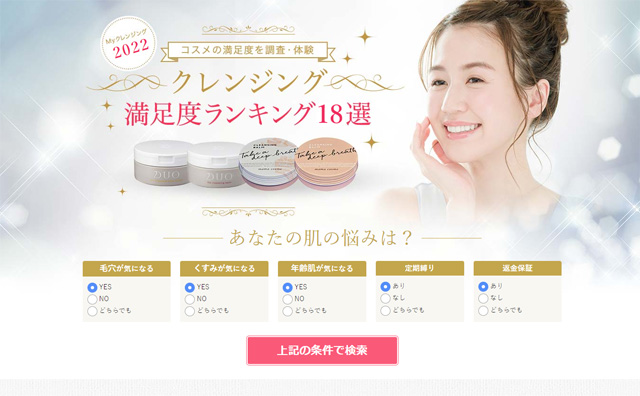 Myクレンジング
2022
コスメの満足度を調査・体験
クレンジング
満足度ランキング18選
DUO
DUO
CLEANSING BALM
Take a deep breath
Take a deep breath
あなたの肌の悩みは？
毛穴が気になる
YES
NO
どちらでも
くすみが気になる
YES
NO
どちらでも
年齢肌が気になる
YES
NO
どちらでも
定期縛り
あり
なし
どちらでも
返金保証
あり
なし
どちらでも
上記の条件で検索